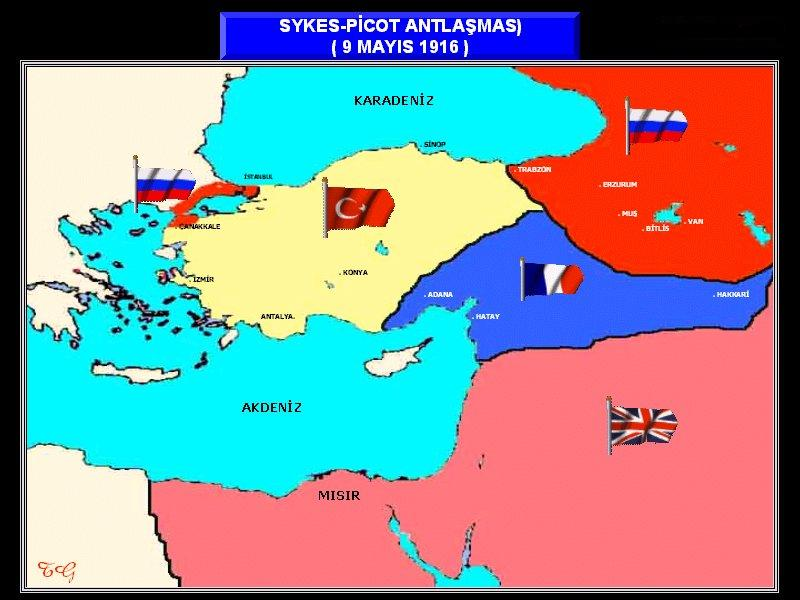 SYKES-PİCOT ANTLAŞMAS)
( 9 MAYIS 1916 )
KARADENİZ
. SİNOP
. TRABZON
İSTANBUL
. ERZURUM
. MUŞ
. VAN
. BİTLİS
. ÇANAKKALE
. KONYA
. İZMİR
. ADANA
. HAKKARİ
ANTALYA.
. HATAY
AKDENİZ
MISIR
TG